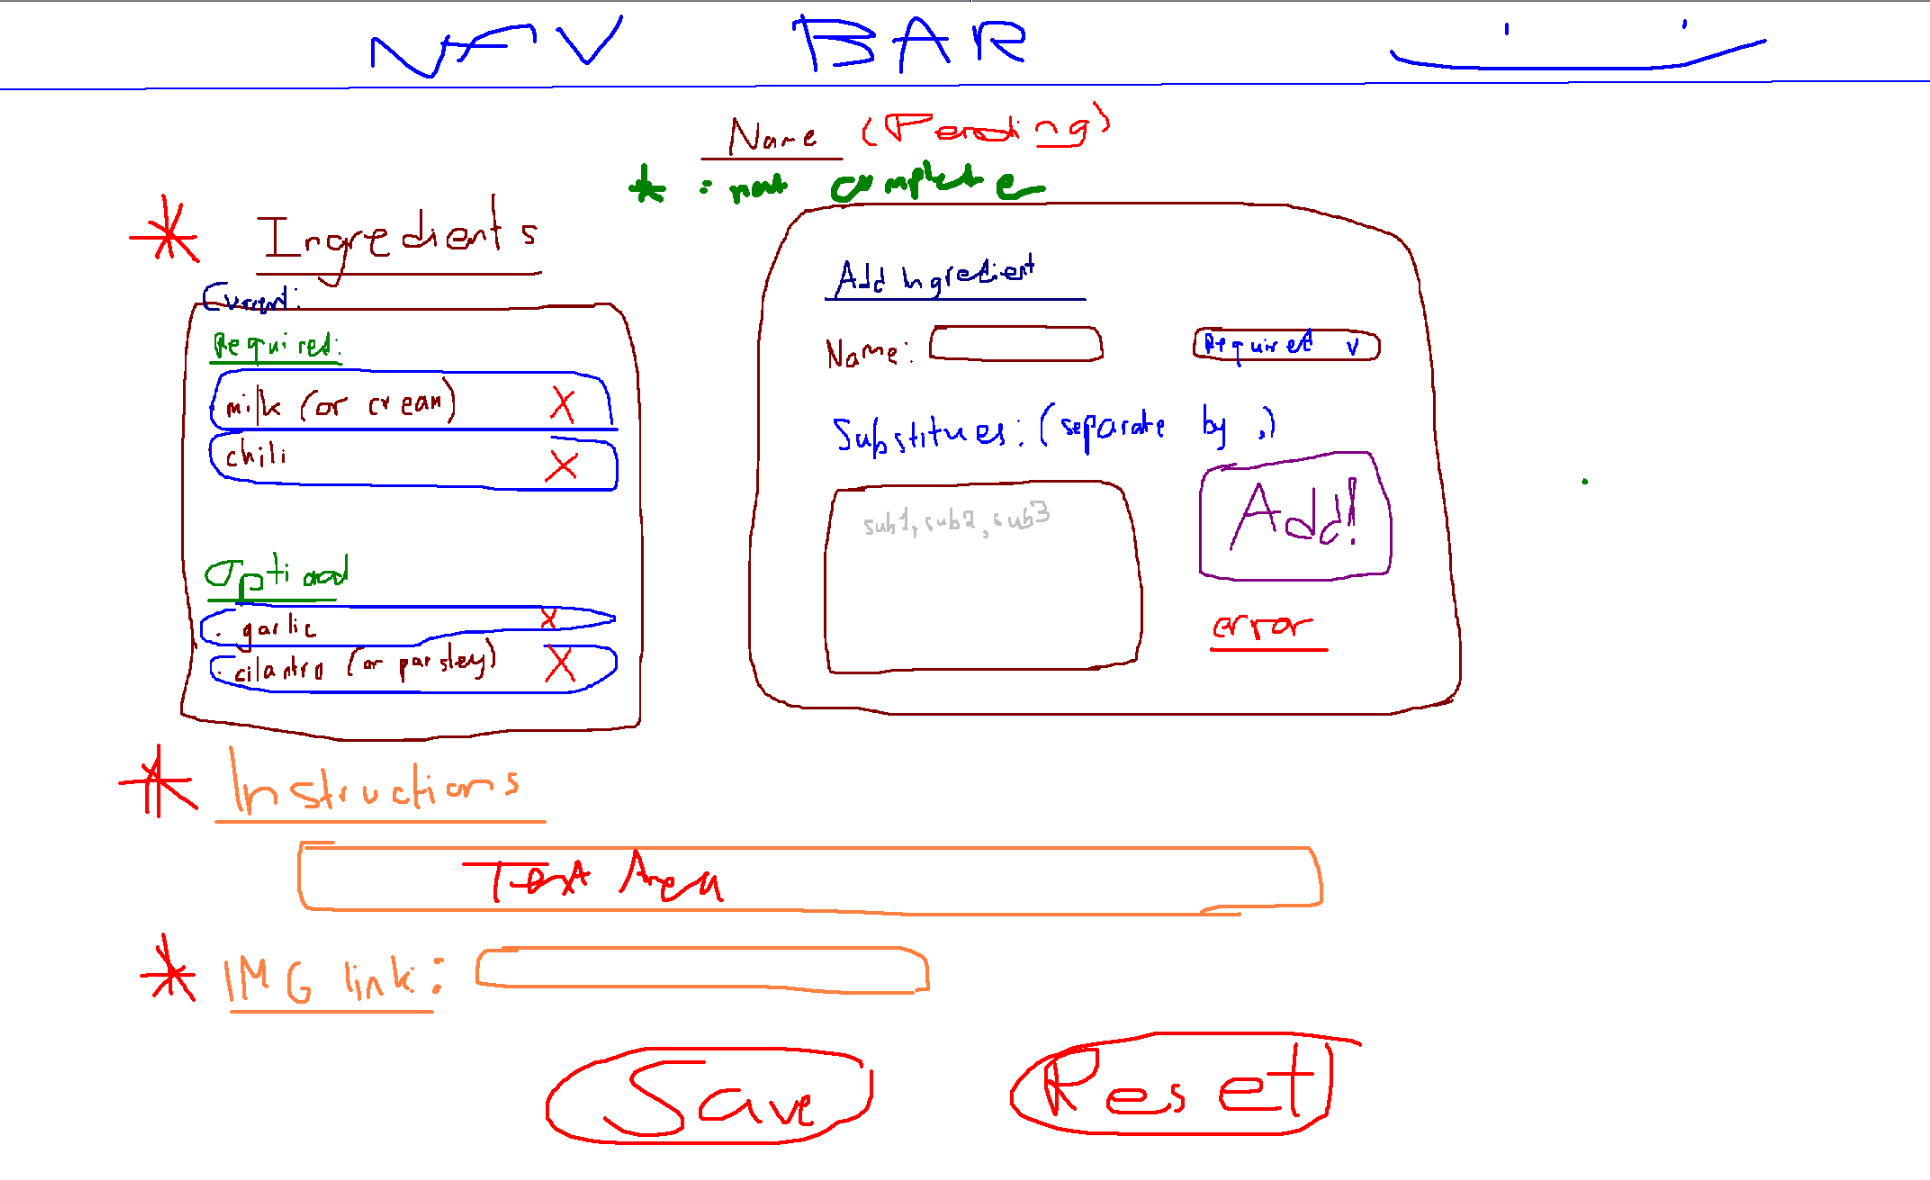 NAV BAR
Name (Pending)
* : not complete
* Ingredients
Current:
Required:
milk (or cream) X
chili X
Optional
. garlic X
. cilantro (or parsley) X
Add Ingredient
Name: Required v
Substitues: (separate by ,)
sub1, sub2, sub3
Add!
error
* Instructions
Text Area
* IMG link:
Save Reset